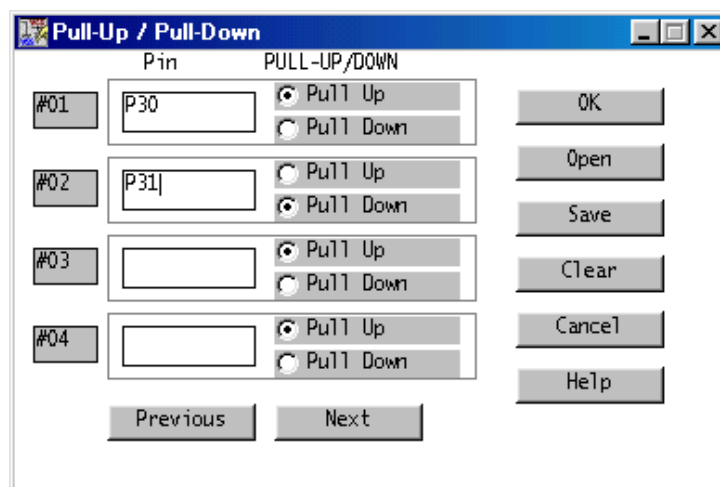 Pull-Up / Pull-Down
Pin PULL-UP/DOWN
#01 P30 Pull Up
Pull Down
OK
#02 P31 Pull Up
Pull Down
Open
Save
#03 Pull Up
Pull Down
Clear
#04 Pull Up
Pull Down
Cancel
Help
Previous Next